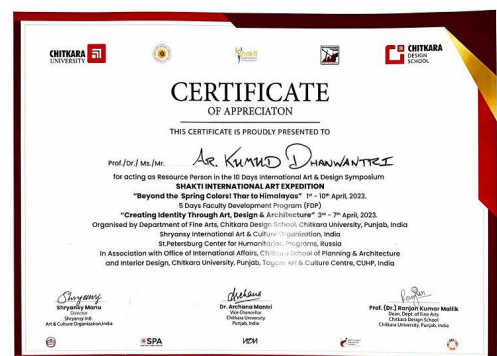 CHITKARA
UNIVERSITY
CHITKARA
DESIGN
SCHOOL
CERTIFICATE
OF APPRECIATON
THIS CERTIFICATE IS PROUDLY PRESENTED TO
Prof./Dr./ Ms./Mr. AR. KUMUD DHANWANTRI
for acting as Resource Person in the 10 Days International Art & Design Symposium
SHAKTI INTERNATIONAL ART EXPEDITION
"Beyond the Spring Colors! Thar to Himalayas" 1st - 10th April, 2023.
5 Days Faculty Development Program (FDP)
"Creating Identity Through Art, Design & Architecture" 3rd - 7th April, 2023.
Organised by Department of Fine Arts, Chitkara Design School, Chitkara University, Punjab, India
Shryansy International Art & Culture Organization, India
St.Petersburg Center for Humanitarian Programs, Russia
In Association with Office of International Affairs, Chitkara School of Planning & Architecture
and Interior Design, Chitkara University, Punjab, Tagore Art & Culture Centre, CUHP, India
Shryansy Manu
Director
Shryansy Intl.
Art & Culture Organization,India
Dr. Archana Mantri
Vice Chancellor
Chitkara University
Punjab, India
Prof. (Dr.) Ranjan Kumar Mallik
Dean, Dept. of Fine Arts
Chitkara Design School
Chitkara University, Punjab, India
SPA